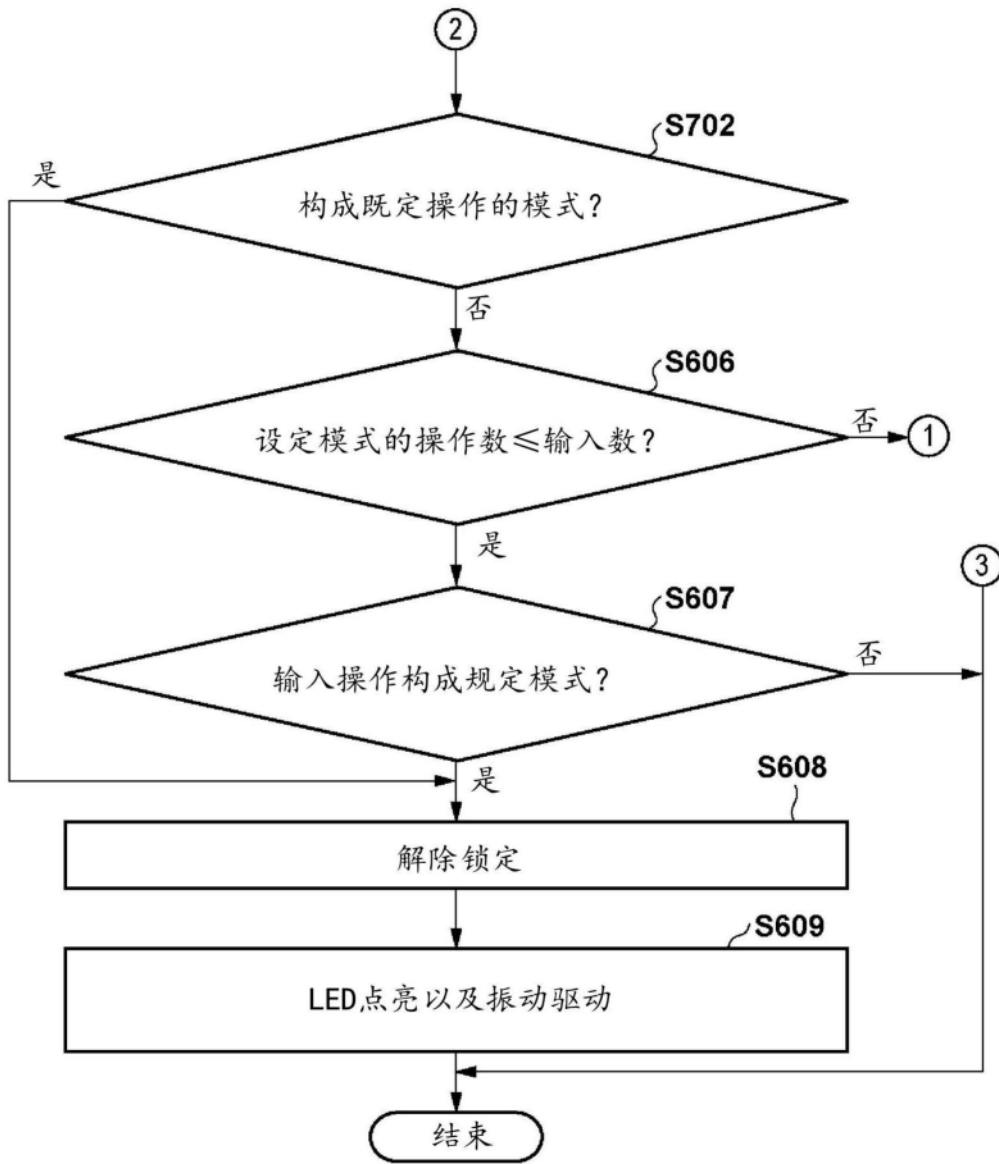 ②
S702
是
构成既定操作的模式?
否
S606
设定模式的操作数≤输入数?
否
①
是
③
S607
输入操作构成规定模式?
否
是
S608
解除锁定
S609
LED点亮以及振动驱动
结束